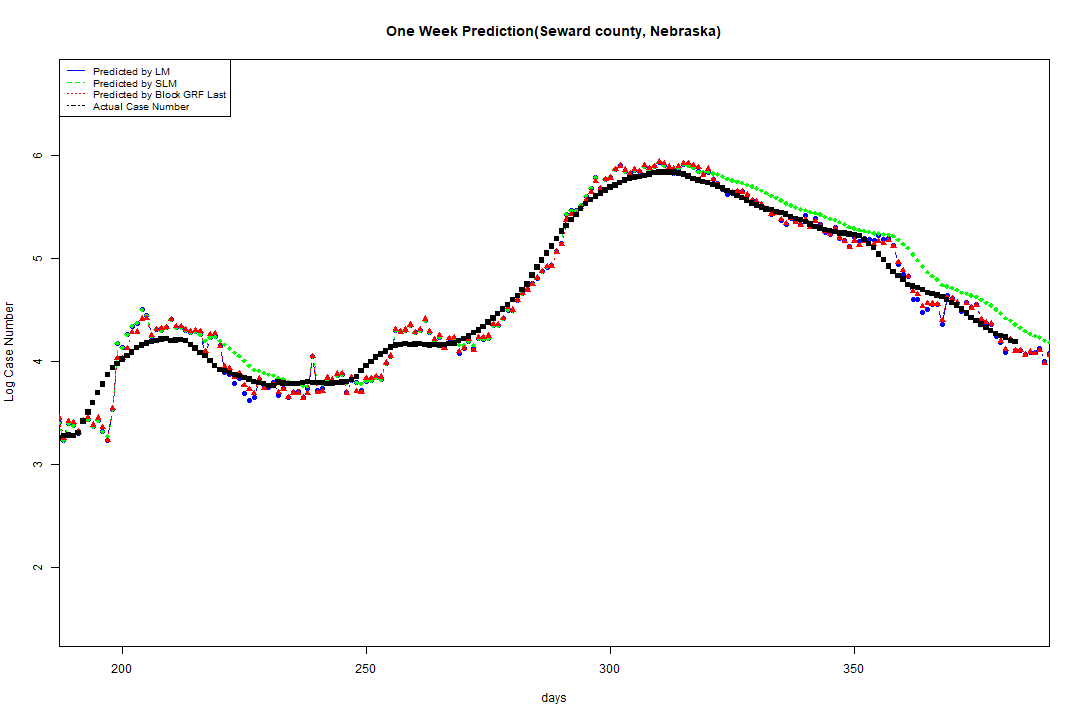 One Week Prediction(Seward county, Nebraska)
Predicted by LM
Predicted by SLM
Predicted by Block GRF Last
Actual Case Number
6
5
4
3
2
Log Case Number
200 250 300 350
days